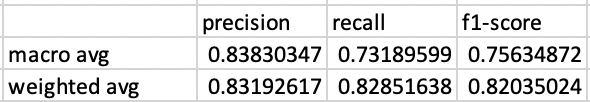 precision recall f1-score
macro avg 0.83830347 0.73189599 0.75634872
weighted avg 0.83192617 0.82851638 0.82035024